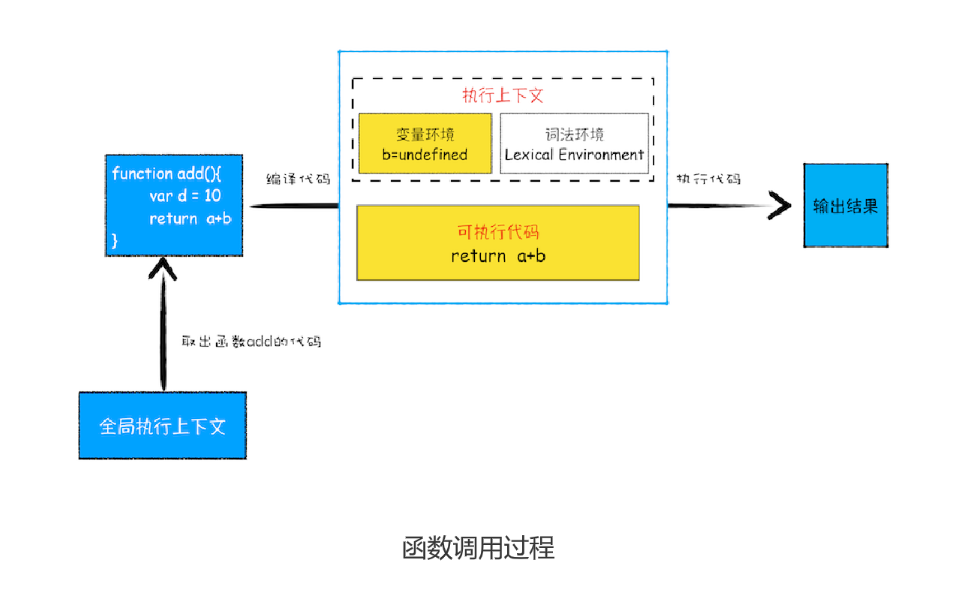 执行上下文
变量环境
b=undefined
词法环境
Lexical Environment
function add(){
var d = 10
return a+b
}
编译代码
可执行代码
return a+b
执行代码
输出结果
取出函数add的代码
全局执行上下文
函数调用过程